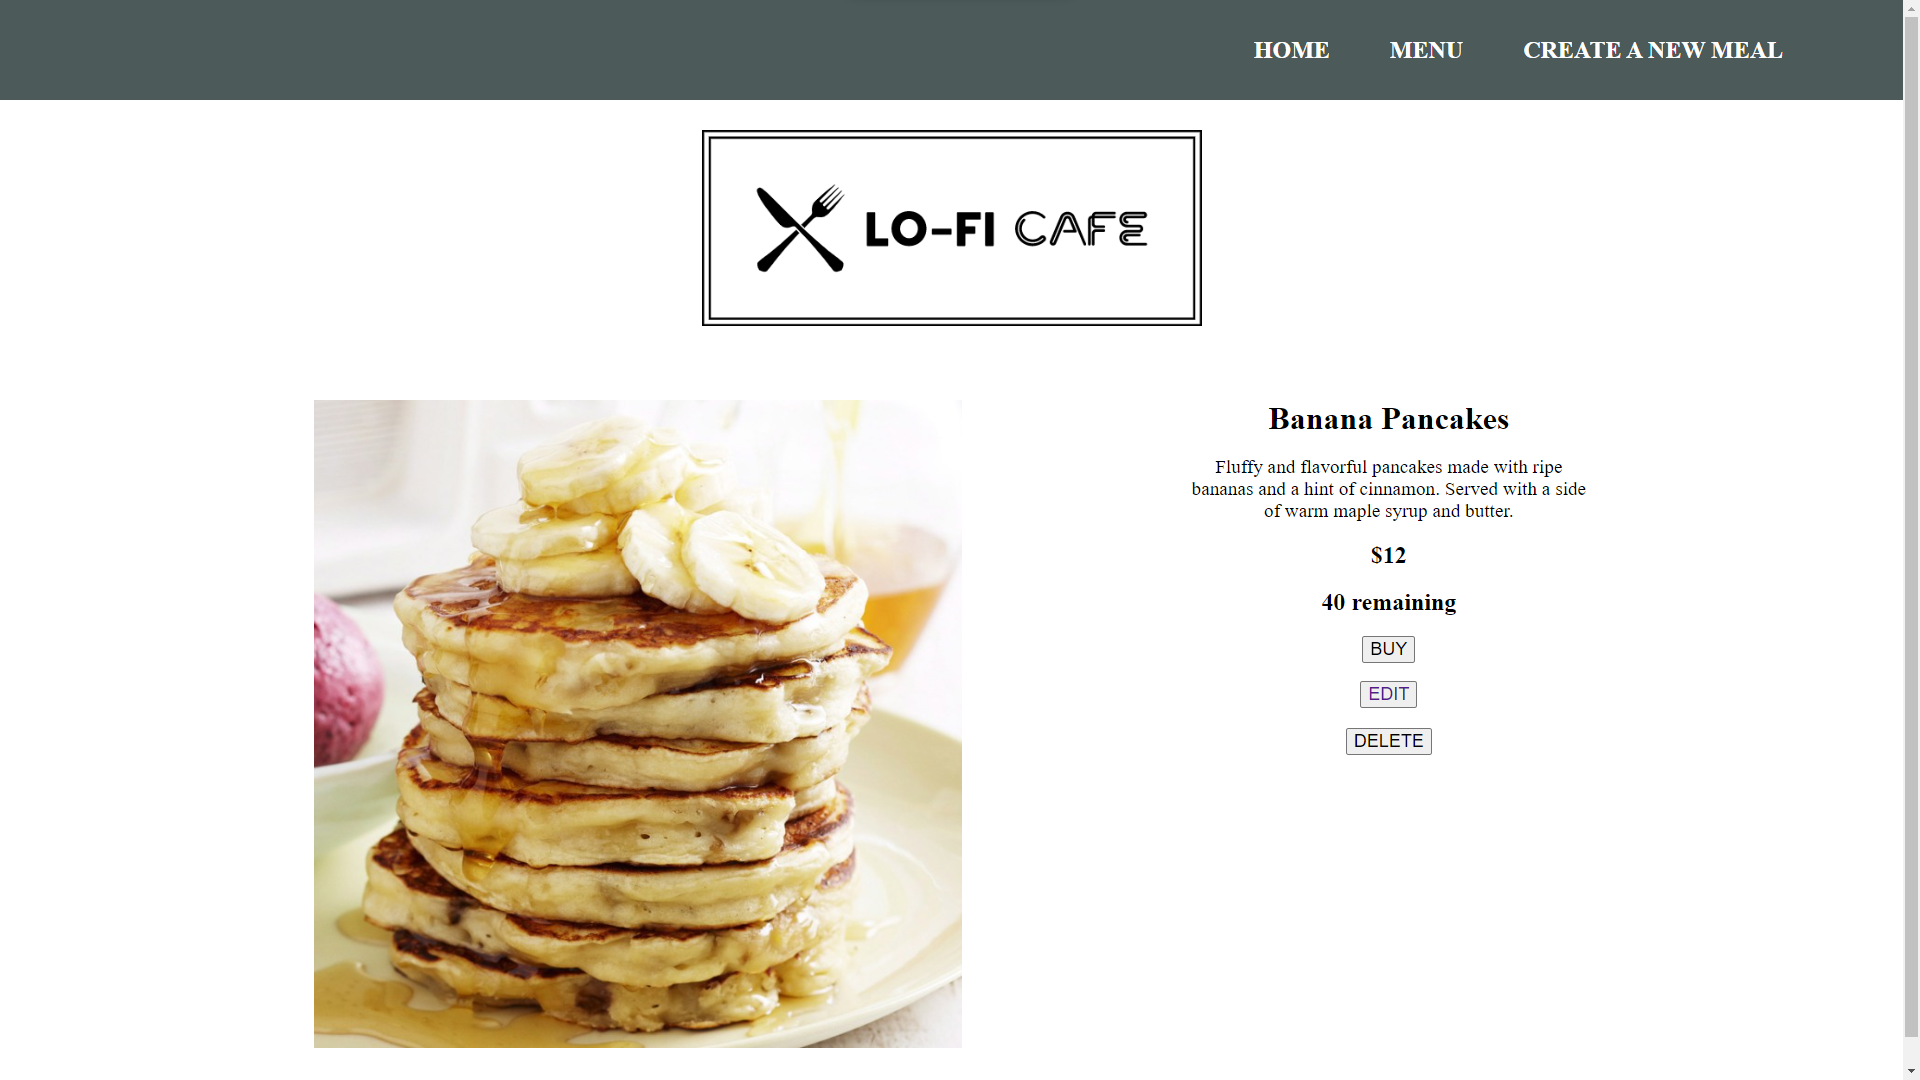 HOME MENU CREATE A NEW MEAL
LO-FI CAFE
Banana Pancakes
Fluffy and flavorful pancakes made with ripe
bananas and a hint of cinnamon. Served with a side
of warm maple syrup and butter.
$12
40 remaining
BUY
EDIT
DELETE